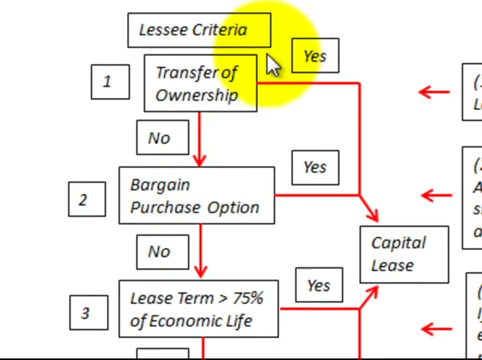 Lessee Criteria
Yes
1
Transfer of
Ownership
No
Yes
2
Bargain
Purchase Option
No
Capital
Lease
Yes
3
Lease Term > 75%
of Economic Life